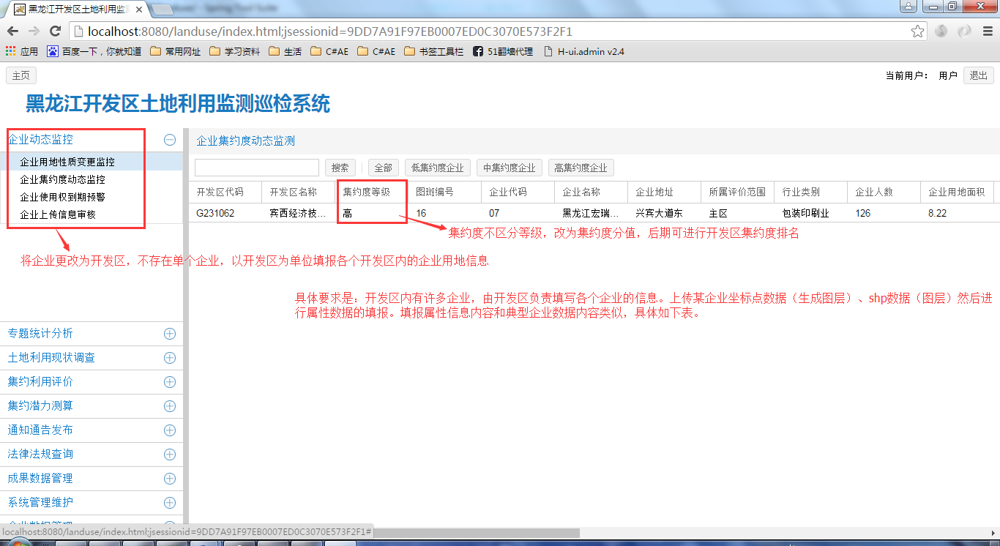 黑龙江开发区土地利用监
localhost:8080/landuse/index.html;jsessionid=9DD7A91F97EB0007ED0C3070E573F2F1
应用 百度一下，你就知道 常用网址 学习资料 生活 C#AE C#AE 书签工具栏 51翻墙代理 H-ui.admin v2.4
主页 当前用户： 用户 退出
黑龙江开发区土地利用监测巡检系统
企业动态监控
企业用地性质变更监控
企业集约度动态监控
企业使用权到期预警
企业上传信息审核
企业集约度动态监测
搜索 全部 低集约度企业 中集约度企业 高集约度企业
开发区代码 开发区名称 集约度等级 图斑编号 企业代码 企业名称 企业地址 所属评价范围 行业类别 企业人数 企业用地面积
G231062 宾西经济技... 高 16 07 黑龙江宏瑞... 兴宾大道东 主区 包装印刷业 126 8.22
集约度不区分等级，改为集约度分值，后期可进行开发区集约度排名
将企业更改为开发区，不存在单个企业，以开发区为单位填报各个开发区内的企业用地信息
具体要求是：开发区内有许多企业，由开发区负责填写各个企业的信息。上传某企业坐标点数据（生成图层）、shp数据（图层）然后进
行属性数据的填报。填报属性信息内容和典型企业数据内容类似，具体如下表。
专题统计分析
土地利用现状调查
集约利用评价
集约潜力测算
通知通告发布
法律法规查询
成果数据管理
系统管理维护
localhost:8080/landuse/index.html;jsessionid=9DD7A91F97EB0007ED0C3070E573F2F1#